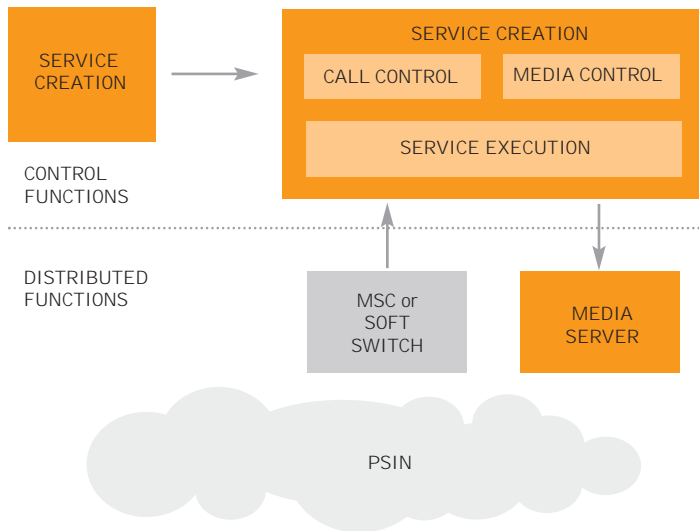 SERVICE
CREATION
SERVICE CREATION
CALL CONTROL
MEDIA CONTROL
SERVICE EXECUTION
CONTROL
FUNCTIONS
DISTRIBUTED
FUNCTIONS
MSC or
SOFT
SWITCH
MEDIA
SERVER
PSIN